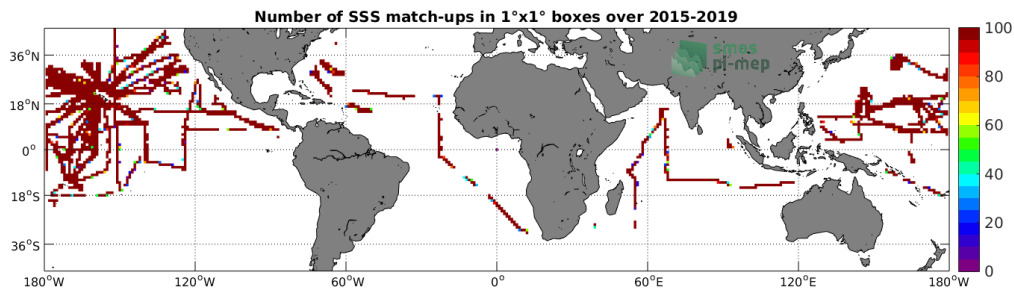 Number of SSS match-ups in 1°x1° boxes over 2015-2019
smos
pi-mep
36°N
18°N
0°
18°S
36°S
180°W
120°W
60°W
0°
60°E
120°E
180°W
100
80
60
40
20
0